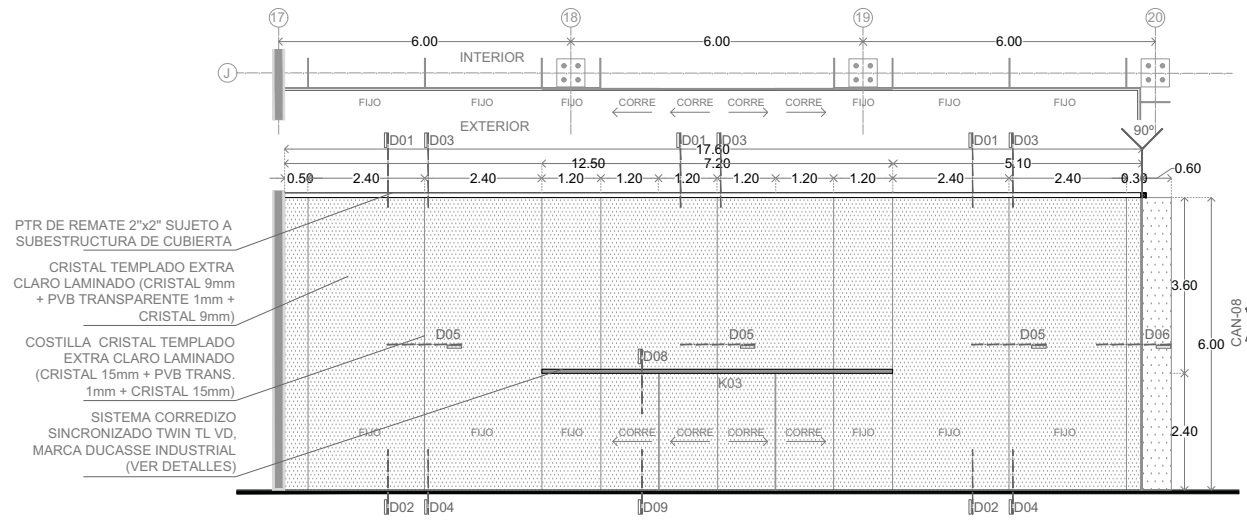 17 18 19 20
6.00 6.00 6.00
INTERIOR
J
FIJO FIJO FIJO CORRE CORRE CORRE CORRE FIJO FIJO FIJO
EXTERIOR
90º
D01 D03 D01 D03 D01 D03
17.60
12.50 7.20 5.10
0.60
0.50 2.40 2.40 1.20 1.20 1.20 1.20 1.20 1.20 2.40 2.40 0.30
PTR DE REMATE 2"x2" SUJETO A
SUBESTRUCTURA DE CUBIERTA
CRISTAL TEMPLADO EXTRA
CLARO LAMINADO (CRISTAL 9mm
+ PVB TRANSPARENTE 1mm +
CRISTAL 9mm)
COSTILLA CRISTAL TEMPLADO
EXTRA CLARO LAMINADO
(CRISTAL 15mm + PVB TRANS.
1mm + CRISTAL 15mm)
SISTEMA CORREDIZO
SINCRONIZADO TWIN TL VD,
MARCA DUCASSE INDUSTRIAL
(VER DETALLES)
3.60
D05 D05 D05 D06
6.00
CAN-08
D08
K03
2.40
FIJO FIJO FIJO CORRE CORRE CORRE CORRE FIJO FIJO FIJO
D02 D04 D09 D02 D04